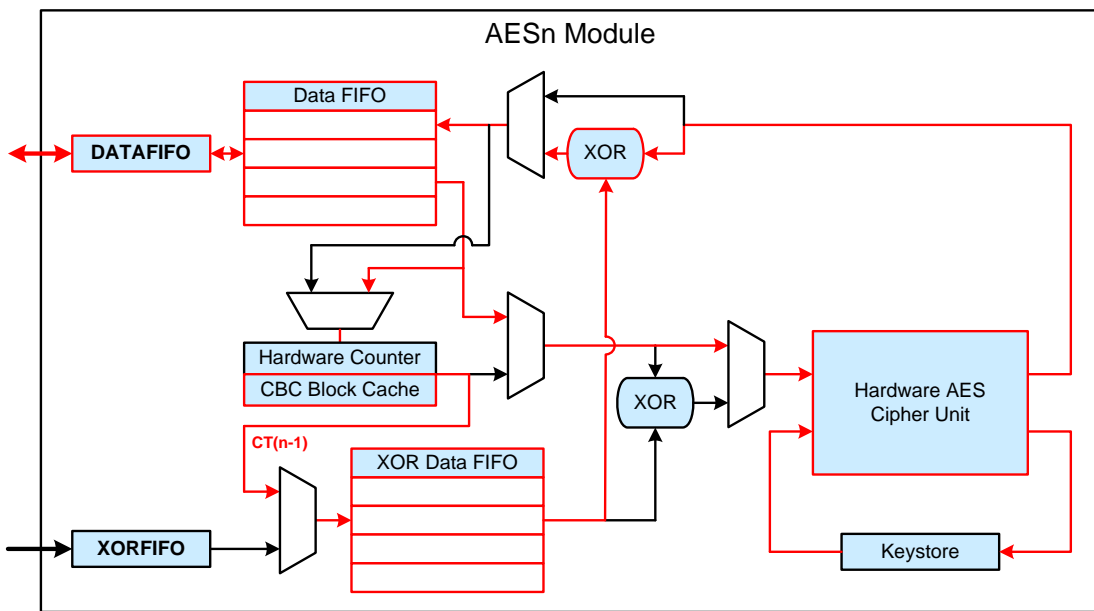 AESn Module
Data FIFO
DATAFIFO
XOR
Hardware Counter
CBC Block Cache
XOR
Hardware AES
Cipher Unit
CT(n-1)
XOR Data FIFO
XORFIFO
Keystore